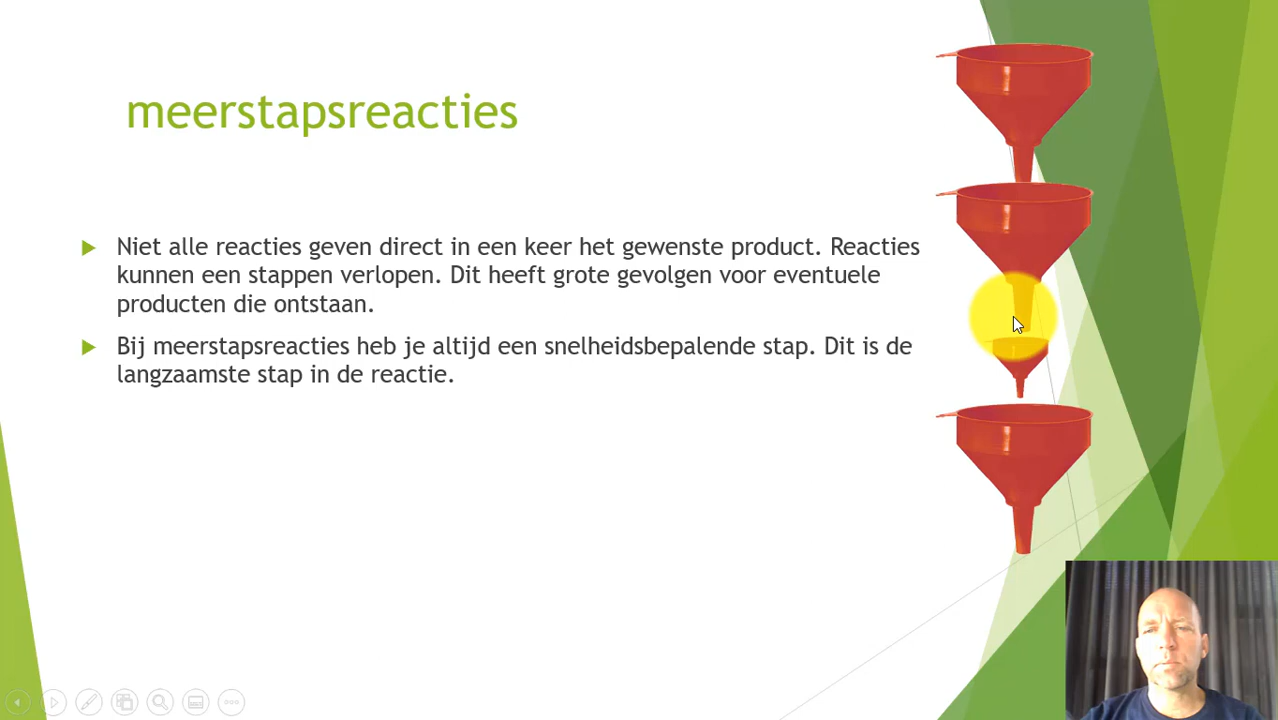 meerstapsreacties
Niet alle reacties geven direct in een keer het gewenste product. Reacties
kunnen een stappen verlopen. Dit heeft grote gevolgen voor eventuele
producten die ontstaan.
Bij meerstapsreacties heb je altijd een snelheidsbepalende stap. Dit is de
langzaamste stap in de reactie.